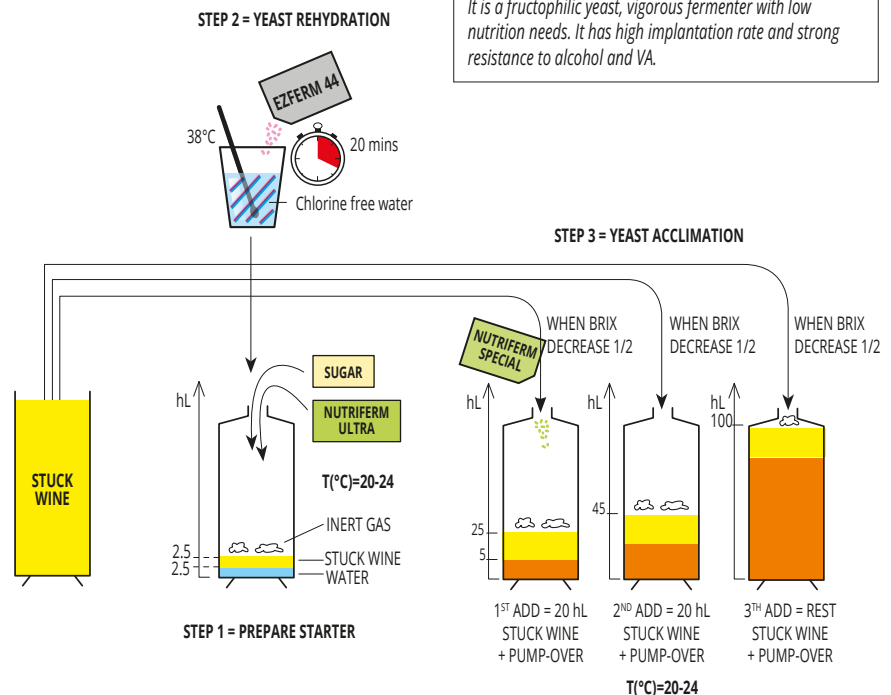 It is a fructophilic yeast, vigorous fermenter with low
nutrition needs. It has high implantation rate and strong
resistance to alcohol and VA.
STEP 2 = YEAST REHYDRATION
EZFERM 44
38°C
20 mins
Chlorine free water
STEP 3 = YEAST ACCLIMATION
NUTRIFERM
SPECIAL
WHEN BRIX
DECREASE 1/2
WHEN BRIX
DECREASE 1/2
WHEN BRIX
DECREASE 1/2
STUCK
WINE
hL
SUGAR
NUTRIFERM
ULTRA
T(°C)=20-24
INERT GAS
2.5
2.5
STUCK WINE
WATER
STEP 1 = PREPARE STARTER
hL
25
5
1ST ADD = 20 hL
STUCK WINE
+ PUMP-OVER
hL
45
2ND ADD = 20 hL
STUCK WINE
+ PUMP-OVER
hL
100
3TH ADD = REST
STUCK WINE
+ PUMP-OVER
T(°C)=20-24